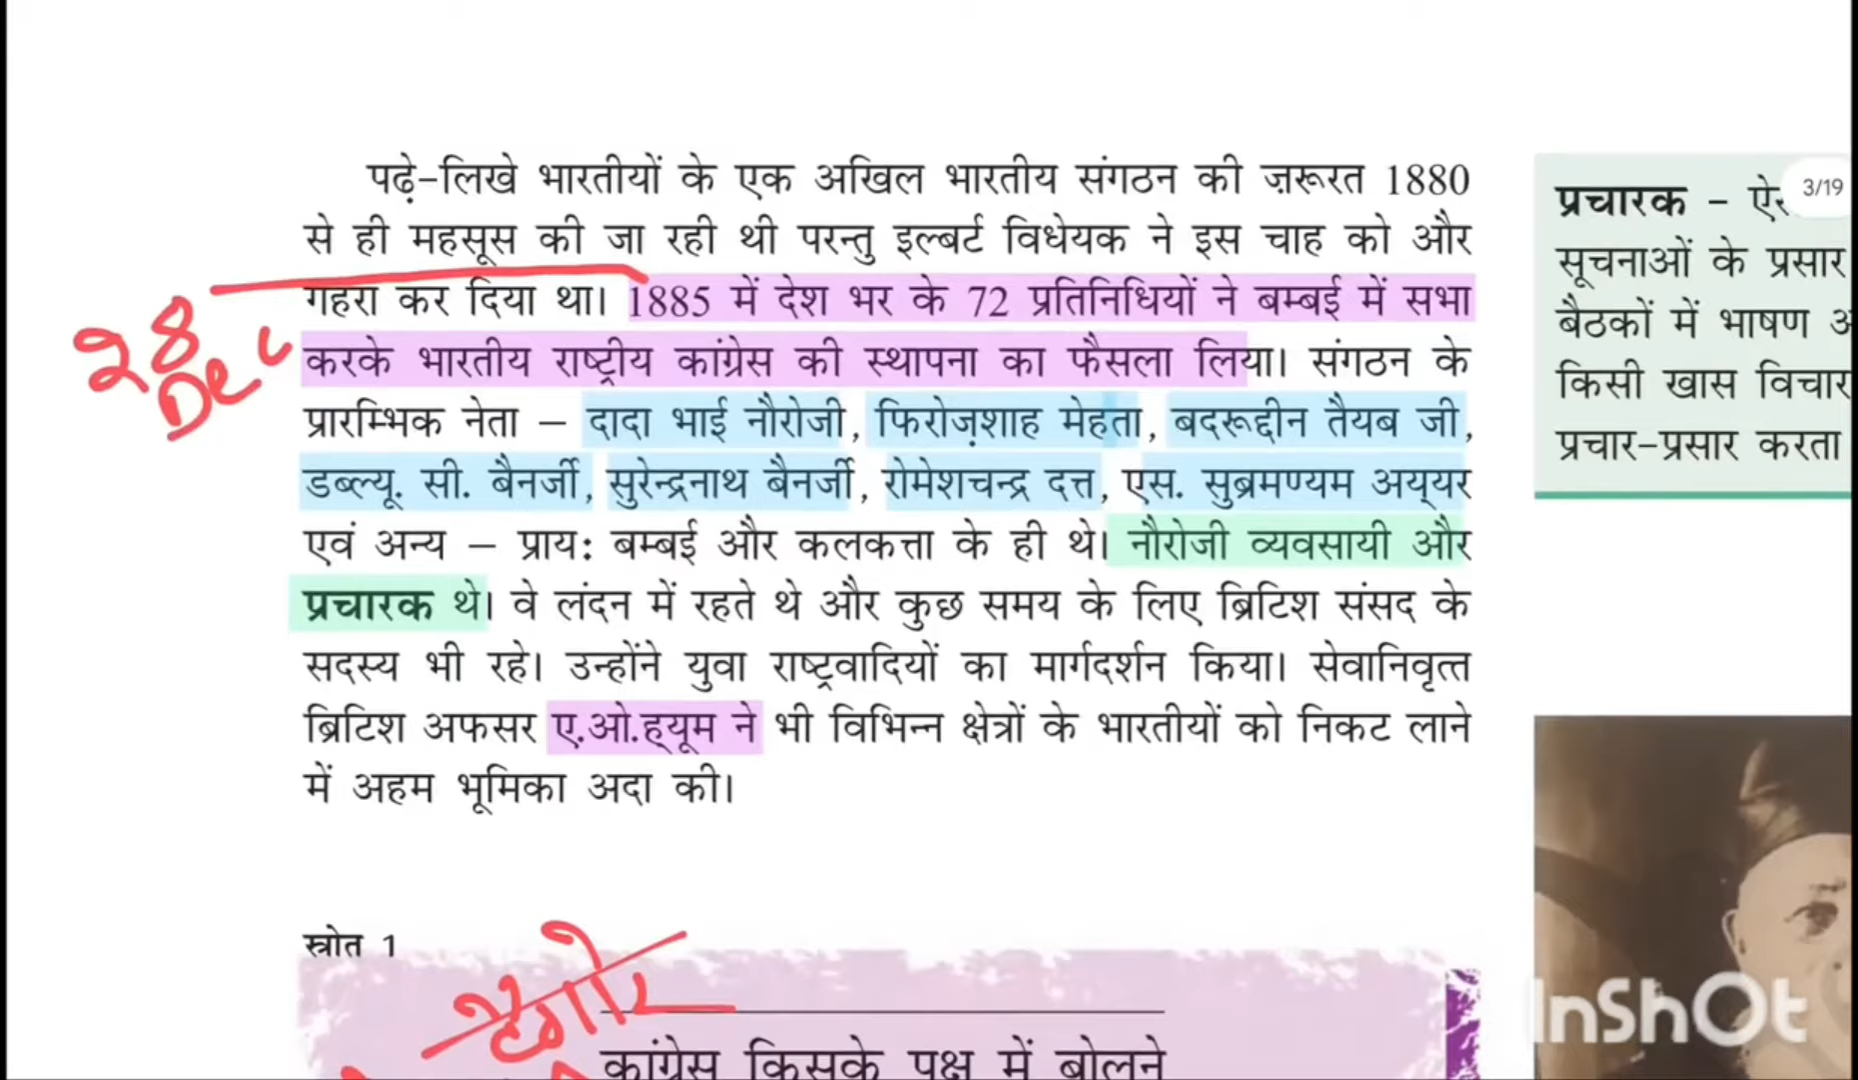 पढ़े-लिखे भारतीयों के एक अखिल भारतीय संगठन की ज़रूरत 1880
से ही महसूस की जा रही थी परन्तु इल्बर्ट विधेयक ने इस चाह को और
गहरा कर दिया था। 1885 में देश भर के 72 प्रतिनिधियों ने बम्बई में सभा
करके भारतीय राष्ट्रीय कांग्रेस की स्थापना का फैसला लिया। संगठन के
प्रारम्भिक नेता – दादा भाई नौरोजी, फिरोज़शाह मेहता, बदरूद्दीन तैयब जी,
डब्ल्यू. सी. बैनर्जी, सुरेन्द्रनाथ बैनर्जी, रोमेशचन्द्र दत्त, एस. सुब्रमण्यम अय्यर
एवं अन्य – प्राय: बम्बई और कलकत्ता के ही थे। नौरोजी व्यवसायी और
प्रचारक थे। वे लंदन में रहते थे और कुछ समय के लिए ब्रिटिश संसद के
सदस्य भी रहे। उन्होंने युवा राष्ट्रवादियों का मार्गदर्शन किया। सेवानिवृत्त
ब्रिटिश अफसर ए.ओ.ह्यूम ने भी विभिन्न क्षेत्रों के भारतीयों को निकट लाने
में अहम भूमिका अदा की।
28
Dec
प्रचारक -
3/19
सूचनाओं के प्रसार
बैठकों में भाषण
किसी खास विचार
प्रचार-प्रसार करता
स्त्रोत 1
टैगोर
कांग्रेस किसके पक्ष में बोलने
InShOt